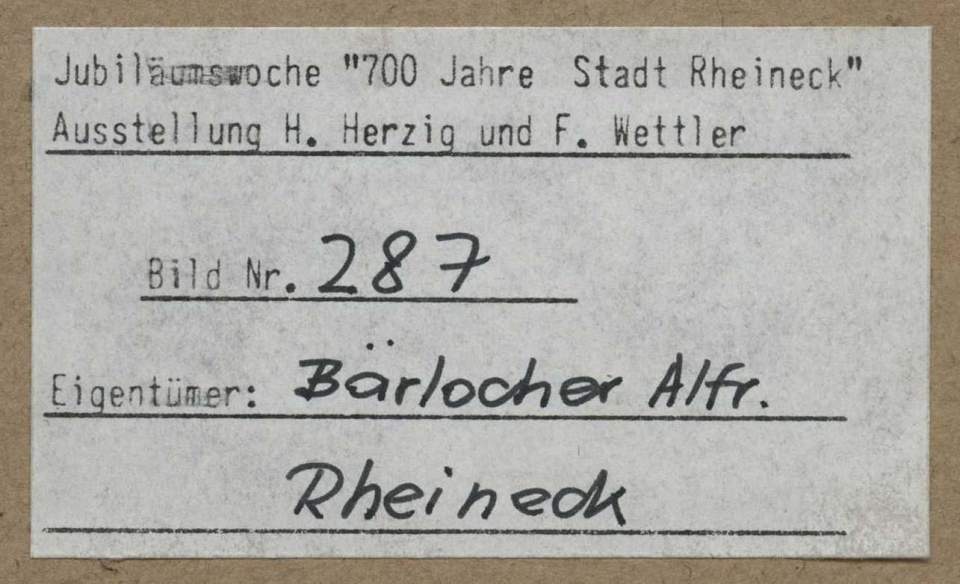 Jubiläumswoche "700 Jahre Stadt Rheineck"
Ausstellung H. Herzig und F. Wettler
Bild Nr. 287
Eigentümer: Bärlocher Alfr.
Rheineck